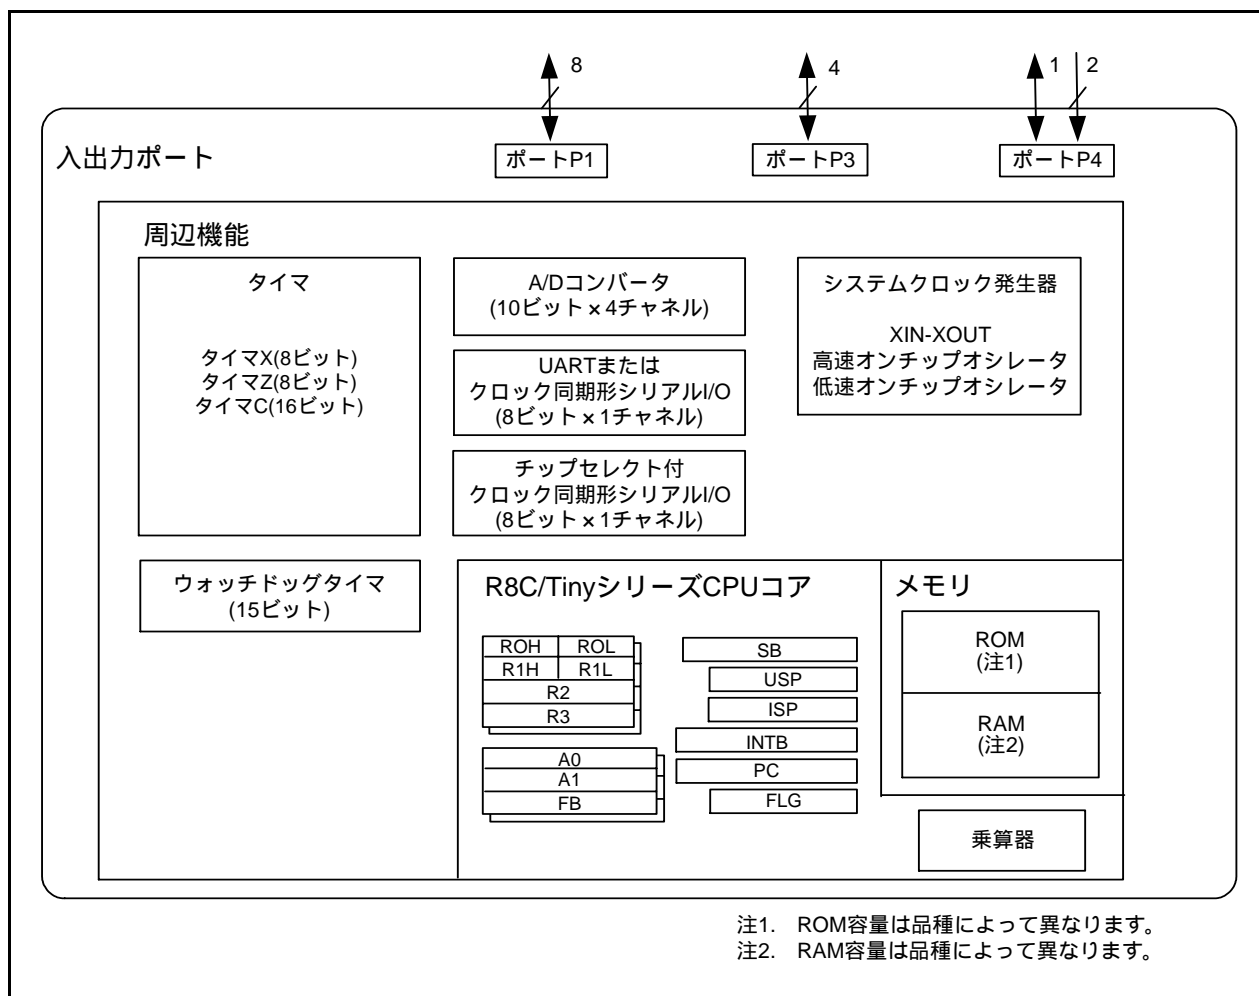 8
4
1
2
入出力ポート
ポートP1
ポートP3
ポートP4
周辺機能
タイマ
タイマX(8ビット)
タイマZ(8ビット)
タイマC(16ビット)
A/Dコンバータ
(10ビット×4チャネル)
UARTまたは
クロック同期形シリアルI/O
(8ビット×1チャネル)
チップセレクト付
クロック同期形シリアルI/O
(8ビット×1チャネル)
システムクロック発生器
XIN-XOUT
高速オンチップオシレータ
低速オンチップオシレータ
ウォッチドッグタイマ
(15ビット)
R8C/TinyシリーズCPUコア
ROH
ROL
R1H
R1L
R2
R3
A0
A1
FB
SB
USP
ISP
INTB
PC
FLG
メモリ
ROM
(注1)
RAM
(注2)
乗算器
注1. ROM容量は品種によって異なります。
注2. RAM容量は品種によって異なります。